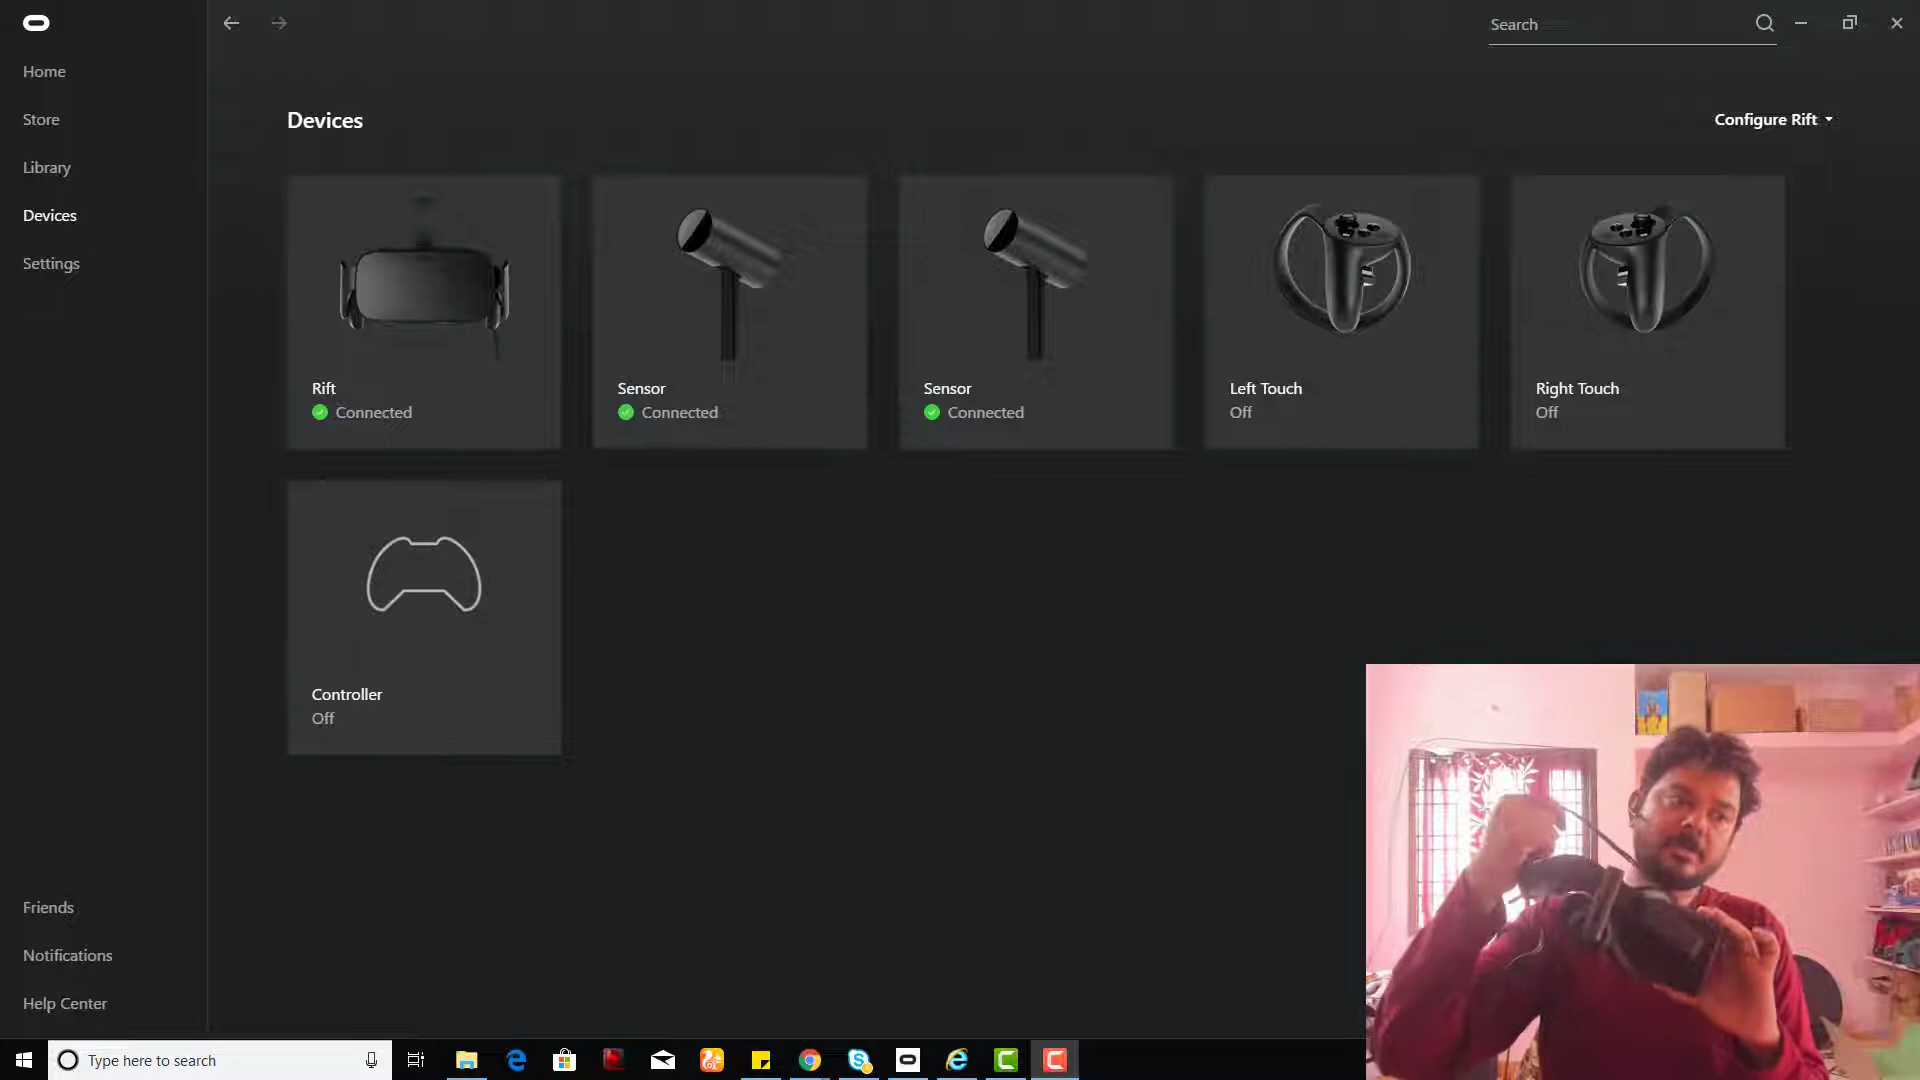 Search
Home
Store
Library
Devices
Settings
Devices
Configure Rift
Rift
Connected
Sensor
Connected
Sensor
Connected
Left Touch
Off
Right Touch
Off
Controller
Off
Friends
Notifications
Help Center
Type here to search